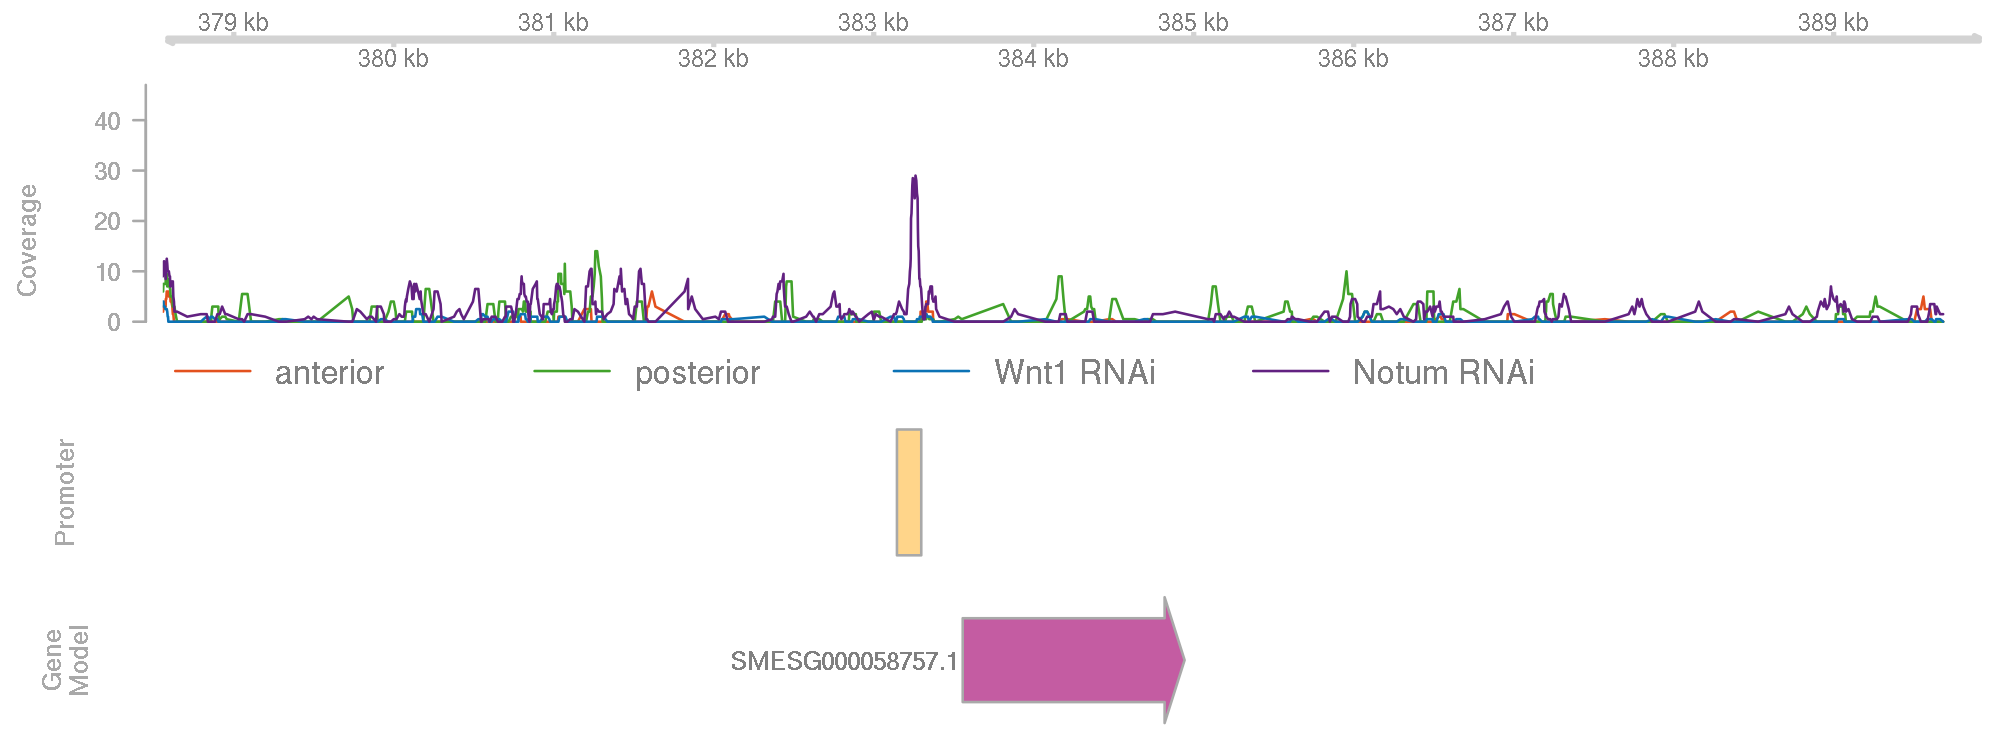 379 kb 381 kb 383 kb 385 kb 387 kb 389 kb
380 kb 382 kb 384 kb 386 kb 388 kb
Coverage
40
30
20
10
0
anterior posterior Wnt1 RNAi Notum RNAi
Promoter
Gene
Model
SMESG000058757.1